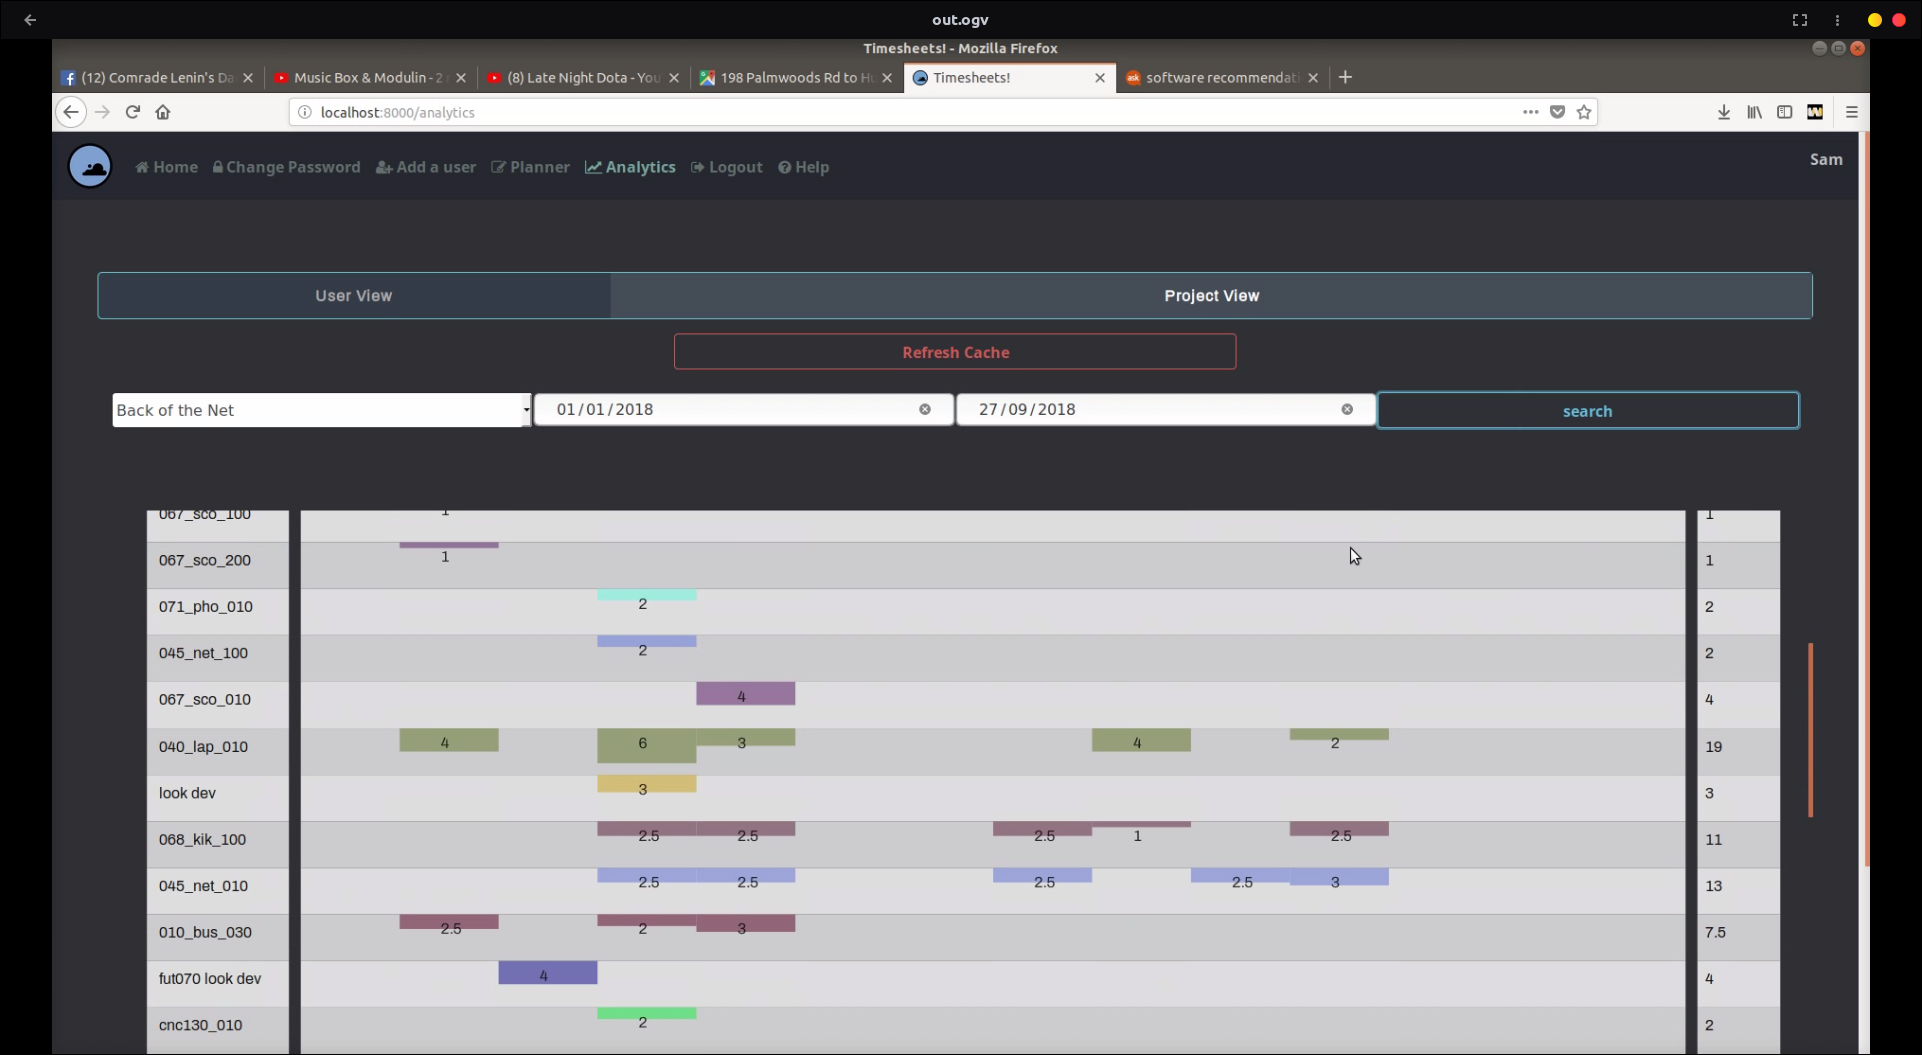 out.ogv
Timesheets! - Mozilla Firefox
(12) Comrade Lenin's Da
Music Box & Modulin - 2
(8) Late Night Dota - You
198 Palmwoods Rd to Hu
Timesheets!
ask software recommendati
localhost:8000/analytics
Home Change Password Add a user Planner Analytics Logout Help
Sam
User View Project View
Refresh Cache
Back of the Net 01/01/2018 27/09/2018 search
067_sco_100 1 1
067_sco_200 1 1
071_pho_010 2 2
045_net_100 2 2
067_sco_010 4 4
040_lap_010 4 6 3 4 2 19
look dev 3 3
068_kik_100 2.5 2.5 2.5 1 2.5 11
045_net_010 2.5 2.5 2.5 2.5 3 13
010_bus_030 2.5 2 3 7.5
fut070 look dev 4 4
cnc130_010 2 2